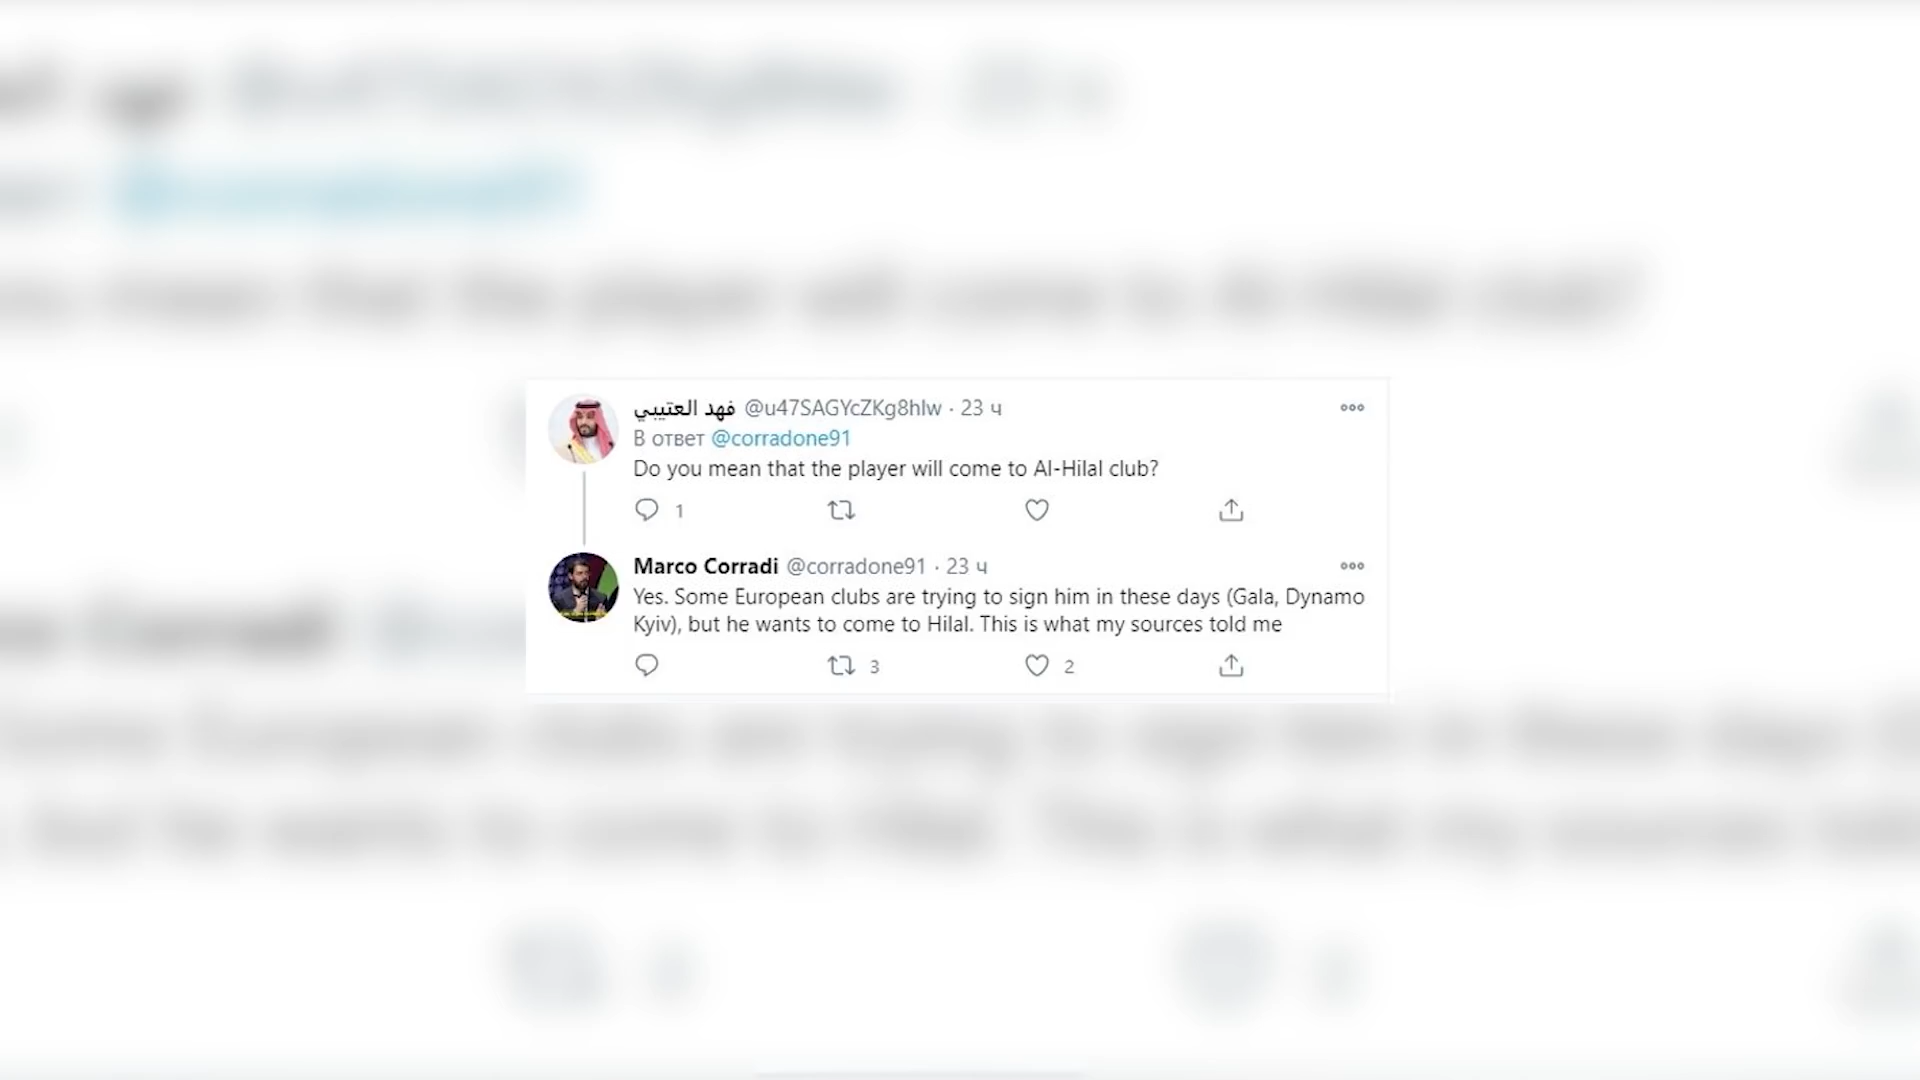 فهد العتيبي @u47SAGYcZKg8hlw · 23 ч
В ответ @corradone91
Do you mean that the player will come to Al-Hilal club?
1
Marco Corradi @corradone91 · 23 ч
Yes. Some European clubs are trying to sign him in these days (Gala, Dynamo
Kyiv), but he wants to come to Hilal. This is what my sources told me
3 2